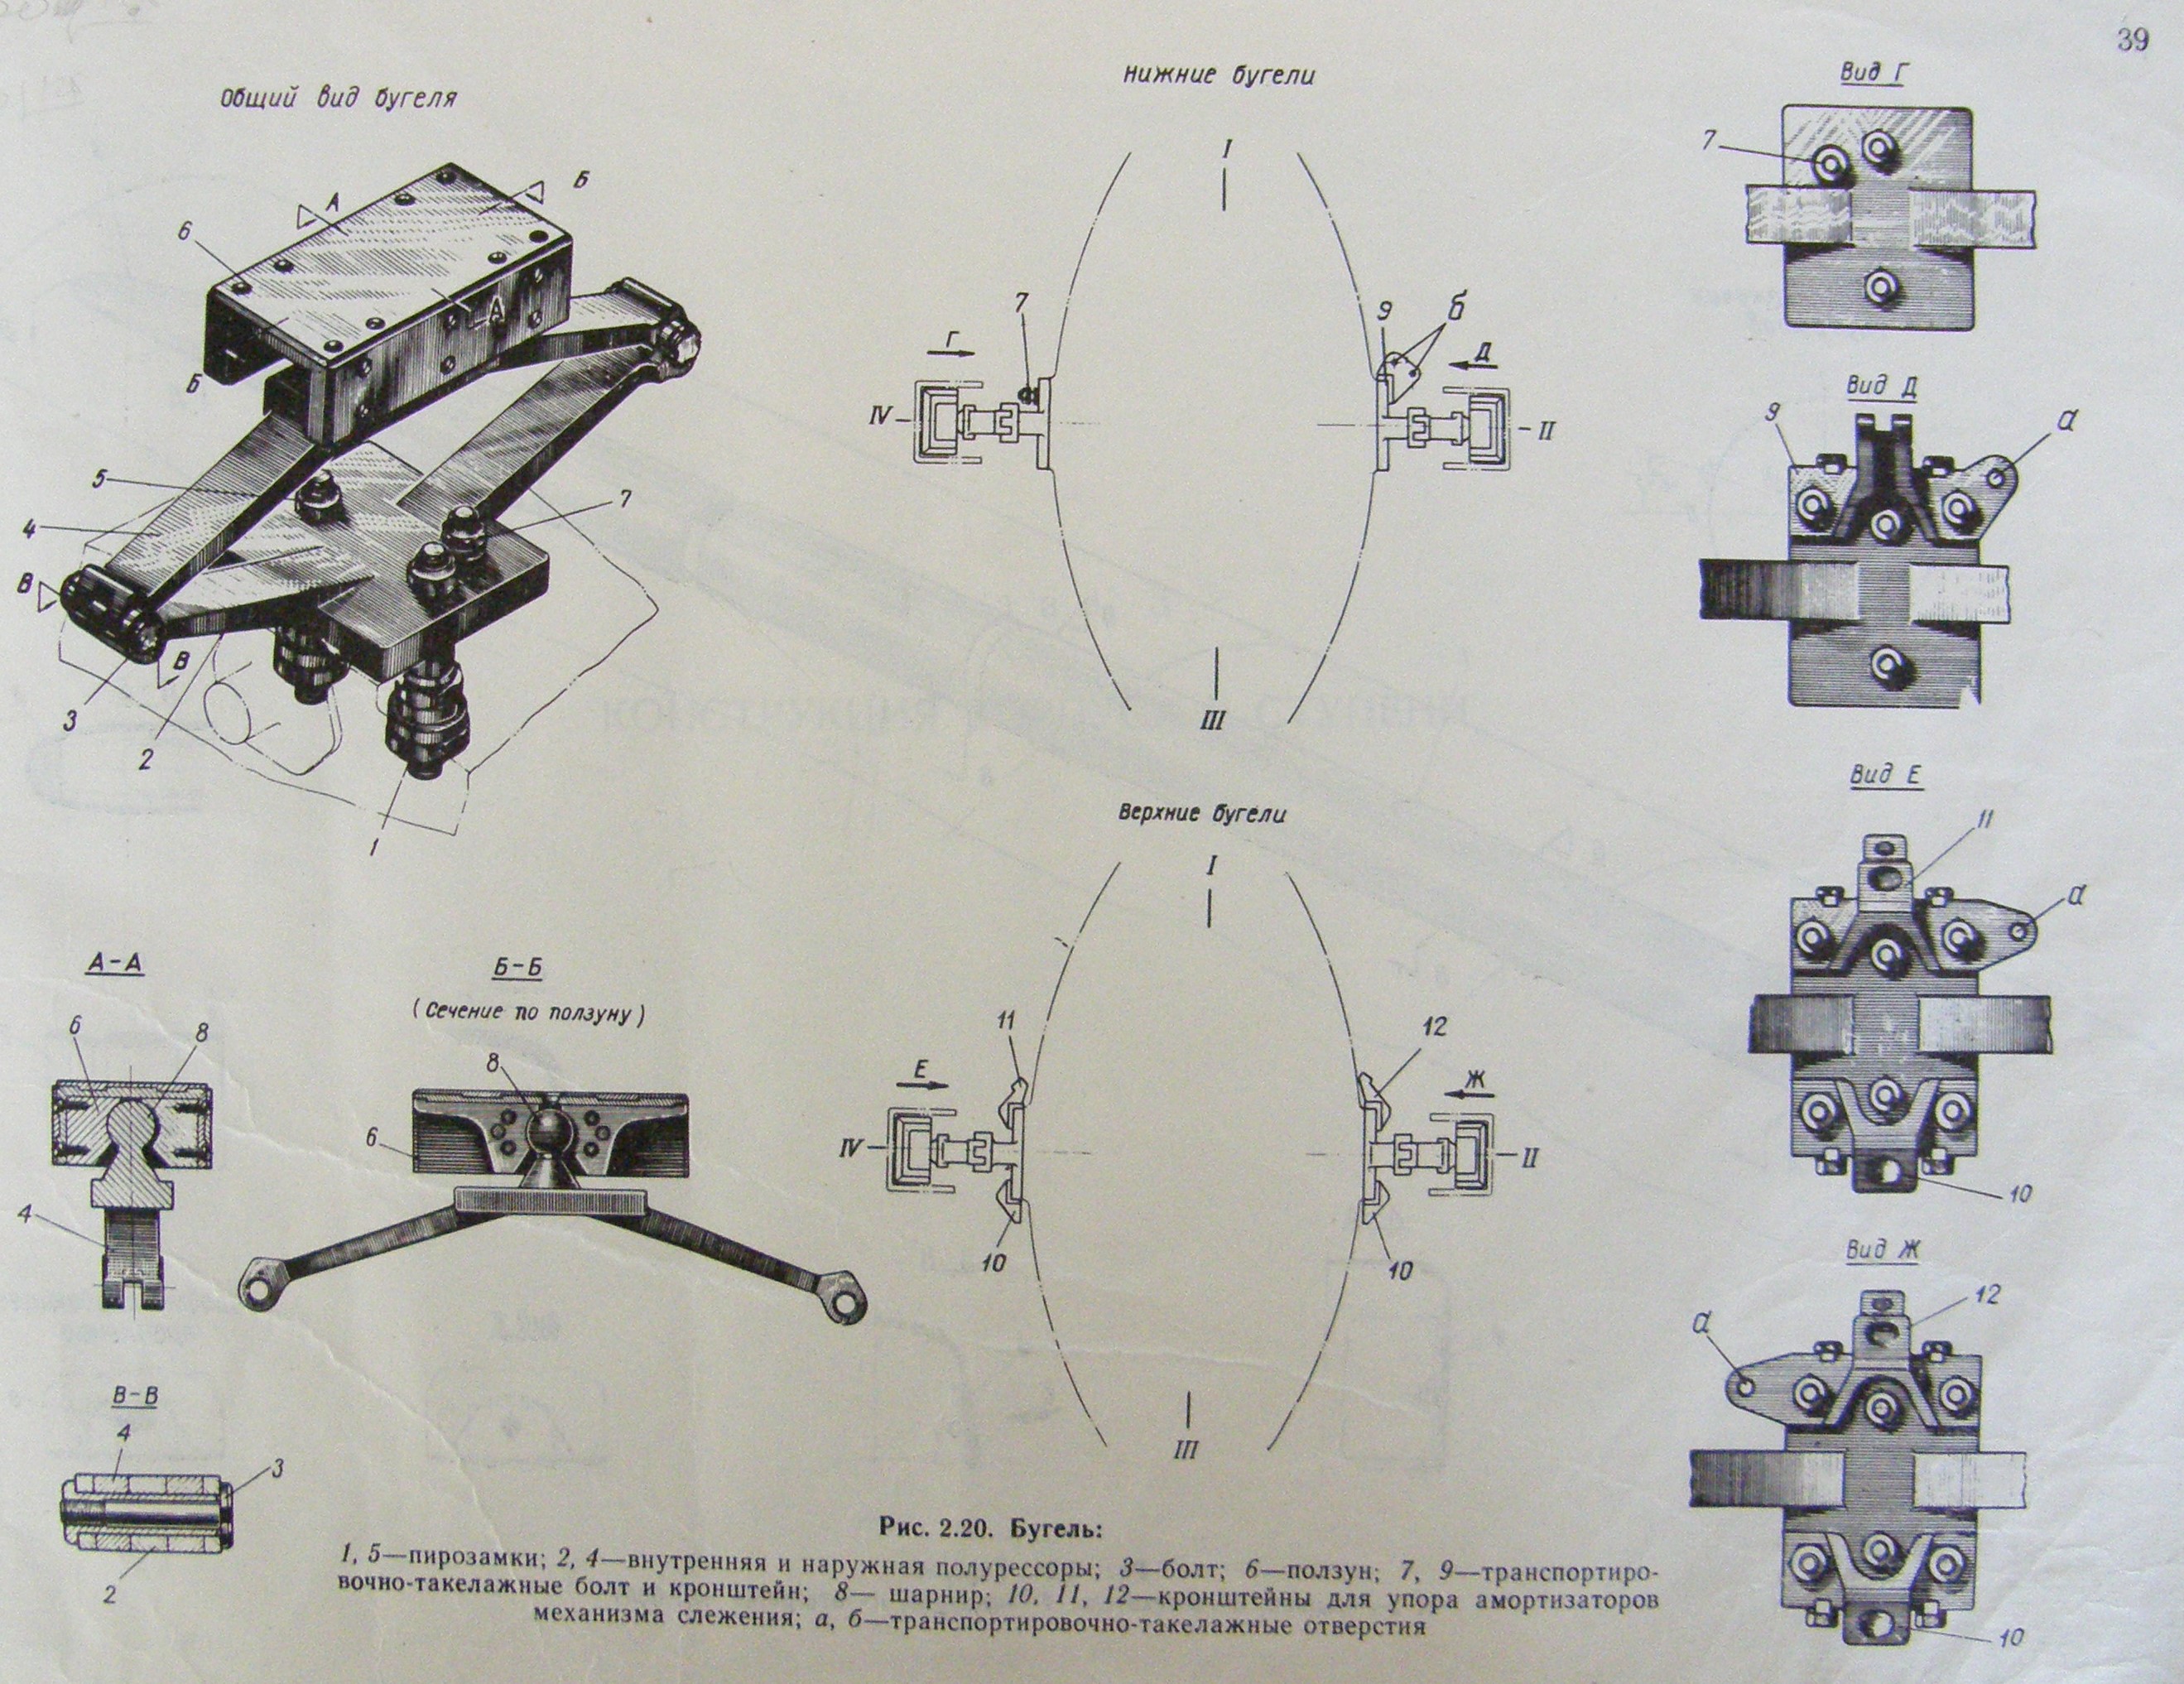 39
Общий вид бугеля
А
Б
6
А
Б
5
7
4
В
В
3
2
1
Нижние бугели
I
7
9
б
Г
Д
IV
II
III
Верхние бугели
I
11
12
Е
Ж
IV
II
10
10
III
Вид Г
7
Вид Д
9
а
Вид Е
11
а
10
Вид Ж
12
а
10
А-А
6
8
4
Б-Б
(Сечение по ползуну)
8
6
В-В
4
3
2
Рис. 2.20. Бугель:
1, 5—пирозамки; 2, 4—внутренняя и наружная полурессоры; 3—болт; 6—ползун; 7, 9—транспортиро-
вочно-такелажные болт и кронштейн; 8— шарнир; 10, 11, 12—кронштейны для упора амортизаторов
механизма слежения; а, б—транспортировочно-такелажные отверстия